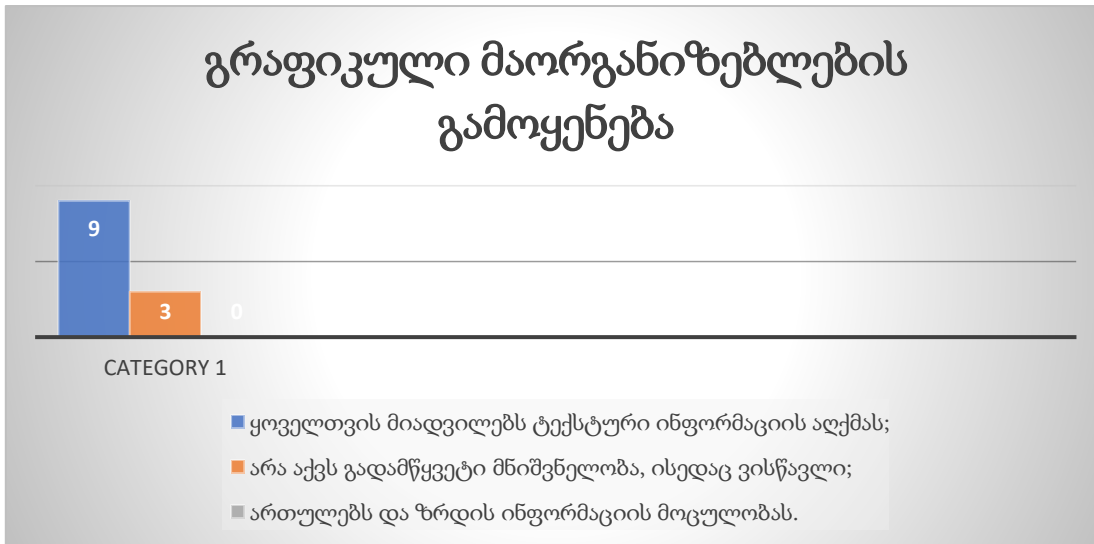 გრაფიკული მაორგანიზებლების
გამოყენება
9
3
0
CATEGORY 1
ყოველთვის მიადვილებს ტექსტური ინფორმაციის აღქმას;
არა აქვს გადამწყვეტი მნიშვნელობა, ისედაც ვისწავლი;
ართულებს და ზრდის ინფორმაციის მოცულობას.